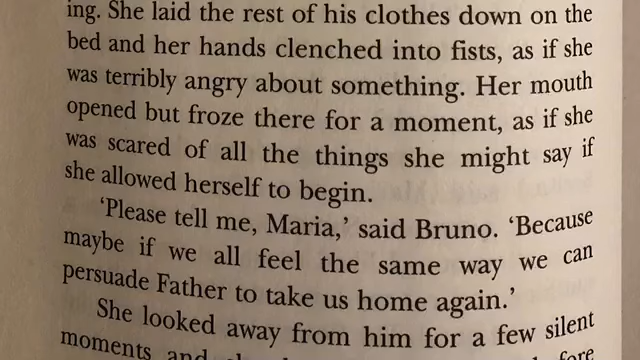 ing. She laid the rest of his clothes down on the
bed and her hands clenched into fists, as if she
was terribly angry about something. Her mouth
opened but froze there for a moment, as if she
was scared of all the things she might say if
she allowed herself to begin.
‘Please tell me, Maria,’ said Bruno. ‘Because
maybe if we all feel the same way we can
persuade Father to take us home again.’
She looked away from him for a few silent
moments and